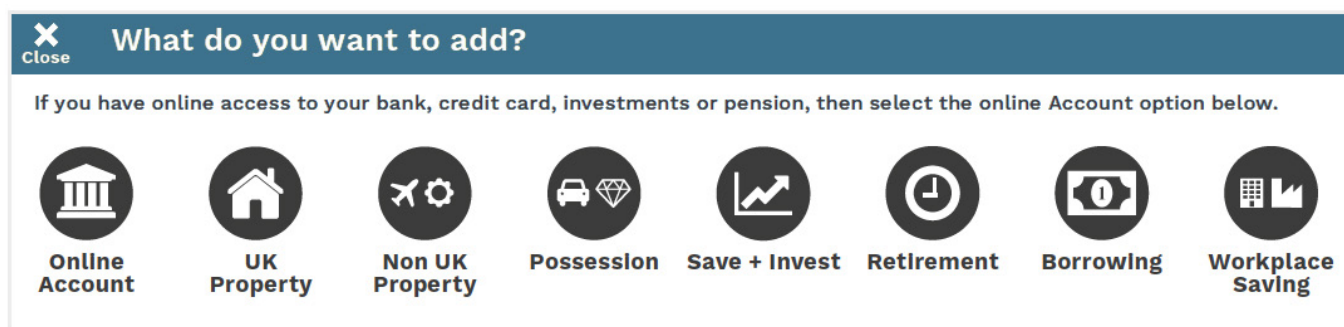 Close
What do you want to add?
If you have online access to your bank, credit card, investments or pension, then select the online Account option below.
1
Online
Account
UK
Property
Non UK
Property
Possession
Save + Invest
Retirement
Borrowing
Workplace
Saving